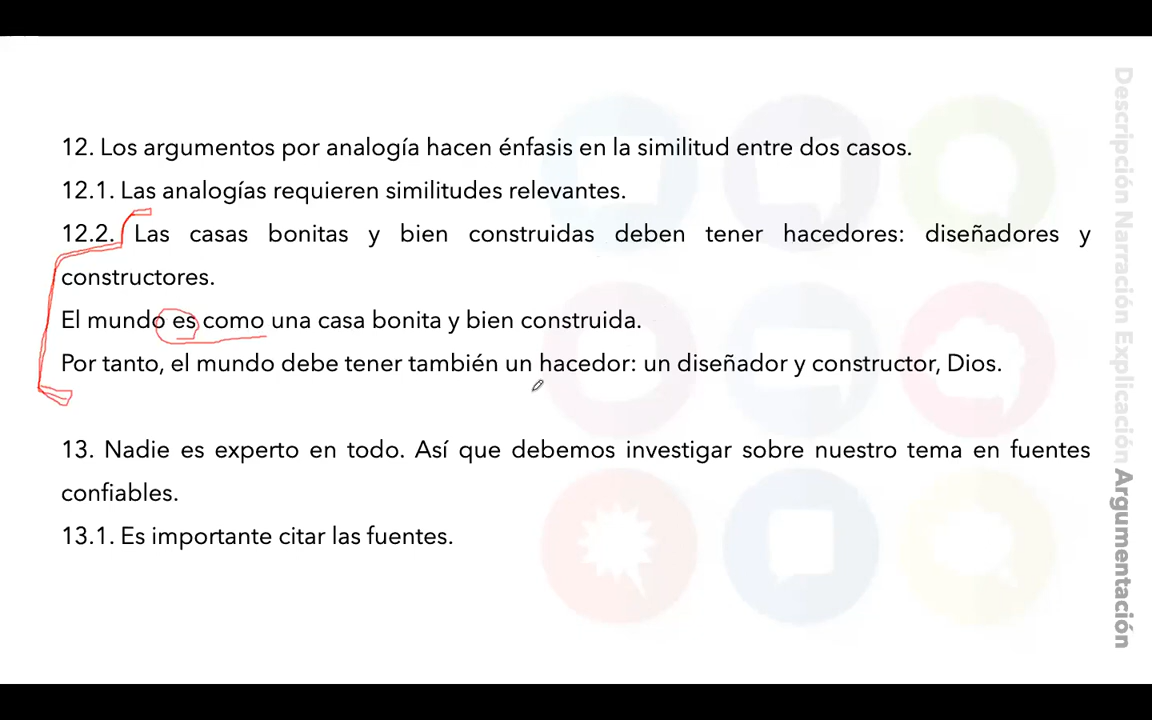 12. Los argumentos por analogía hacen énfasis en la similitud entre dos casos.
12.1. Las analogías requieren similitudes relevantes.
12.2. Las casas bonitas y bien construidas deben tener hacedores: diseñadores y
constructores.
El mundo es como una casa bonita y bien construida.
Por tanto, el mundo debe tener también un hacedor: un diseñador y constructor, Dios.
13. Nadie es experto en todo. Así que debemos investigar sobre nuestro tema en fuentes
confiables.
13.1. Es importante citar las fuentes.
Descripción Narración Explicación Argumentación